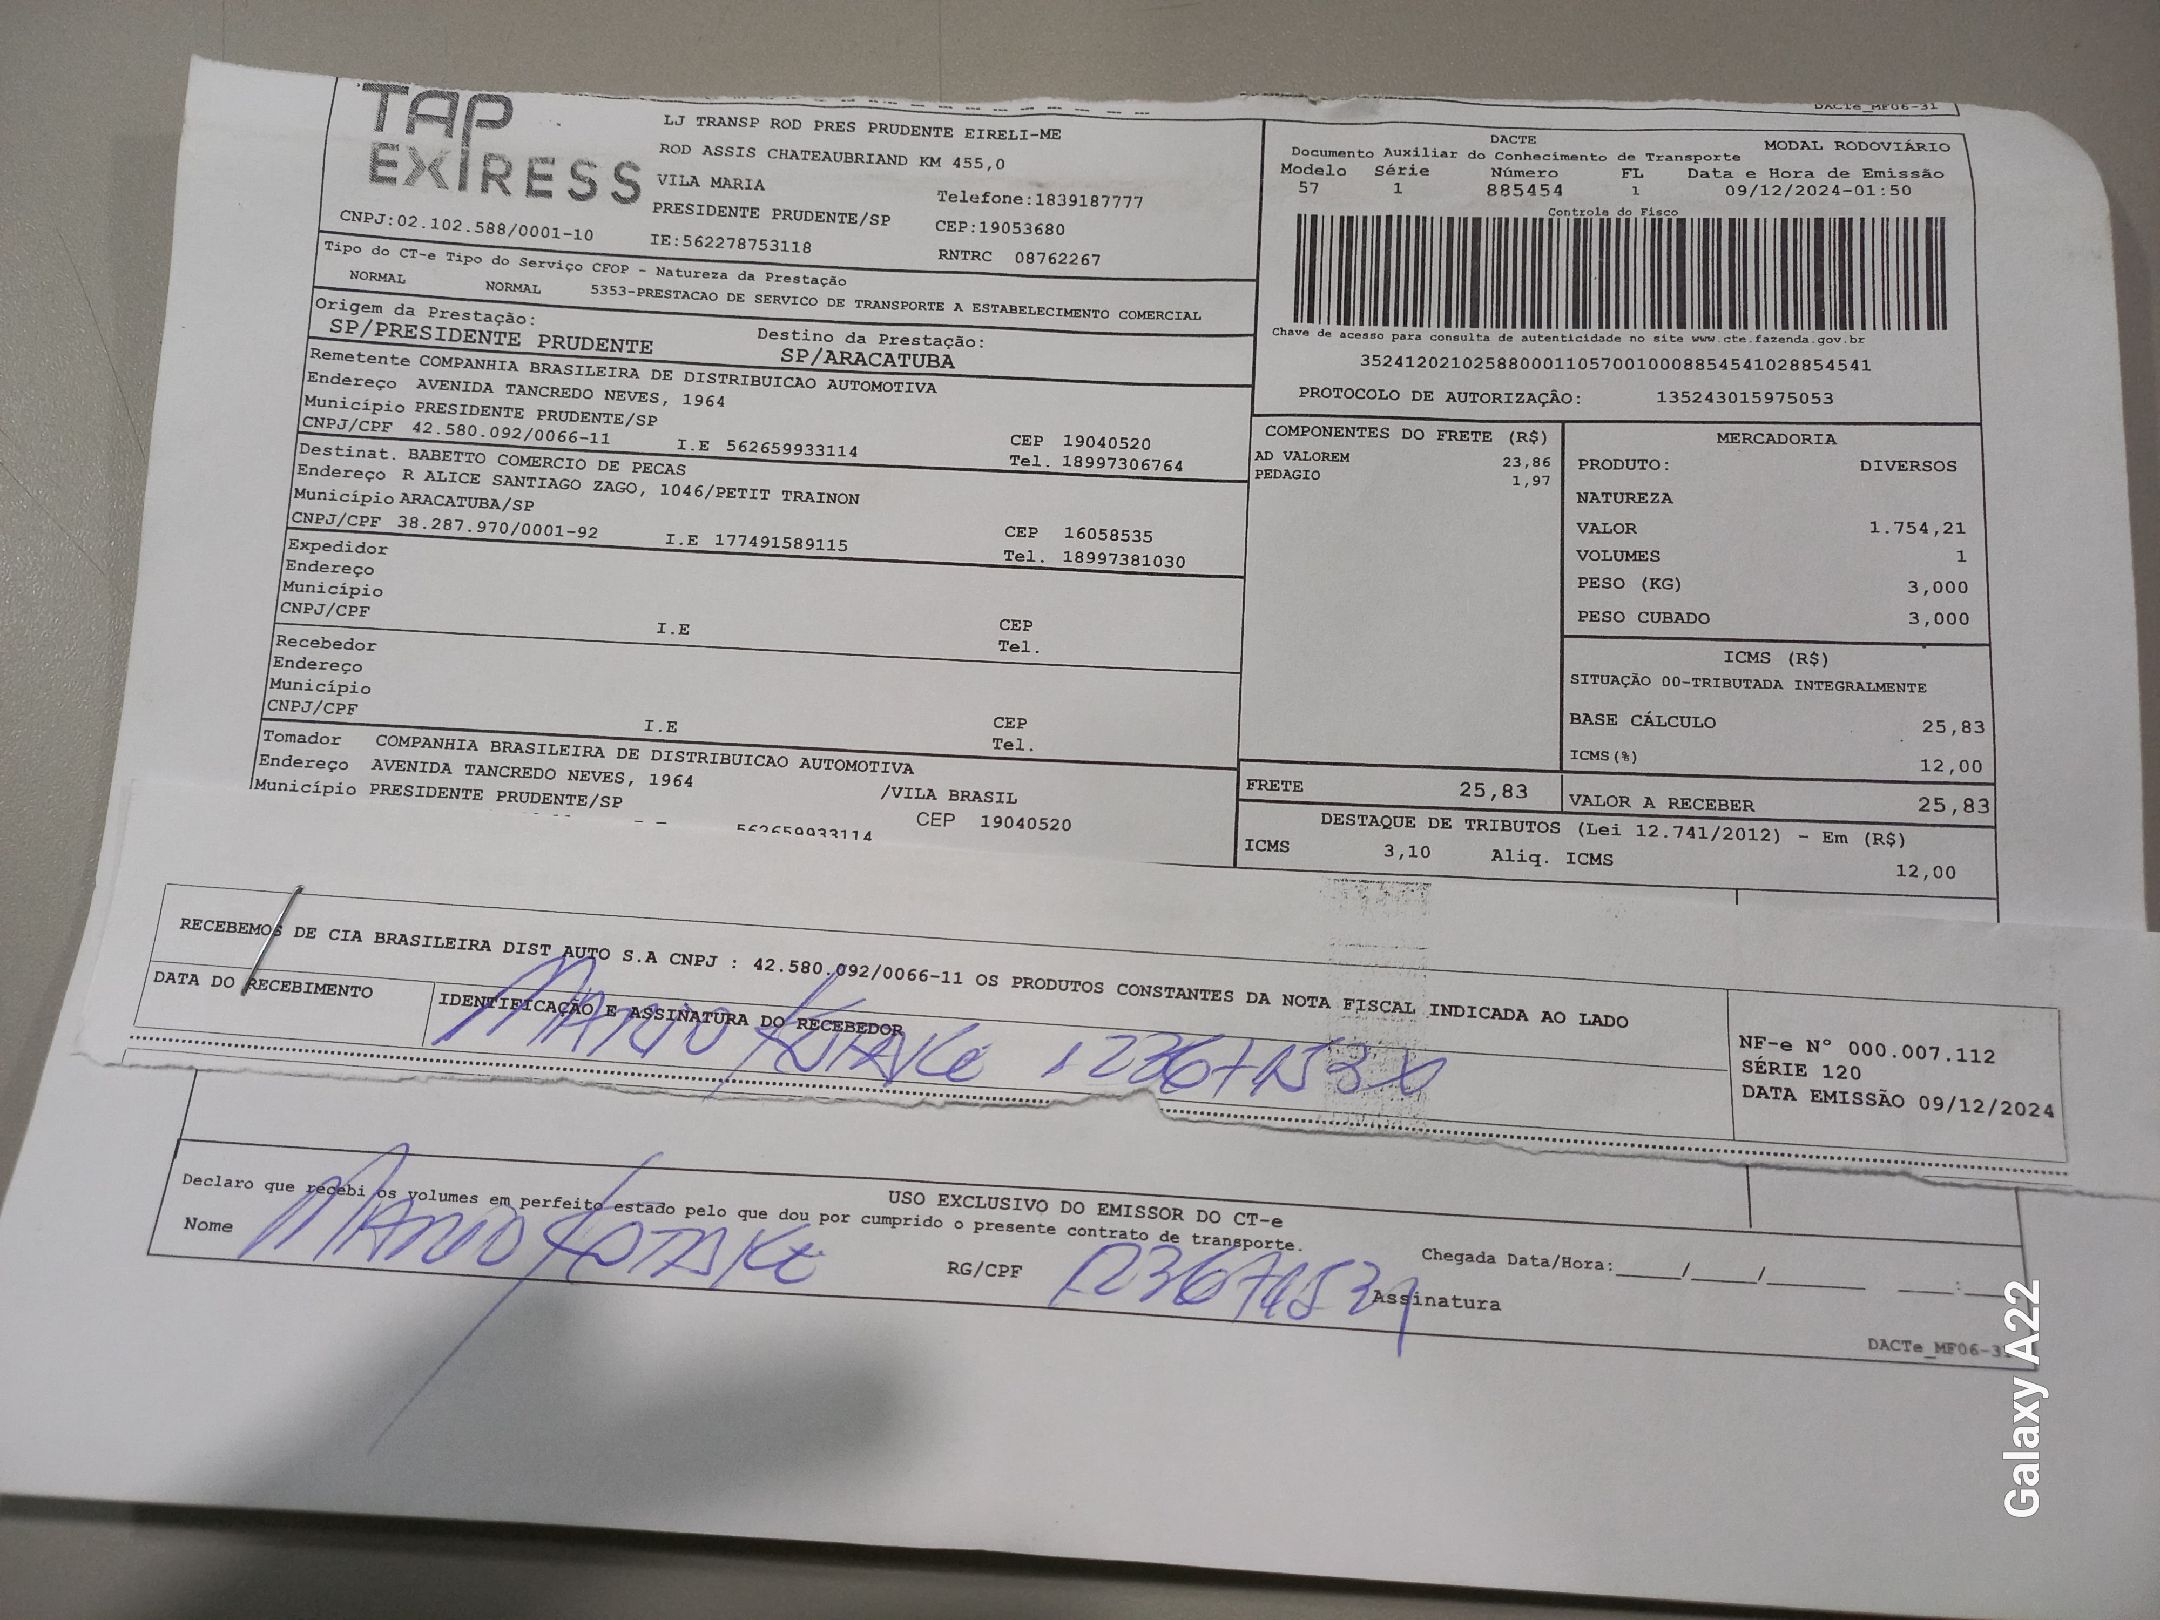 DACTe_MF06-31
TAP
EXIRESS
LJ TRANSP ROD PRES PRUDENTE EIRELI-ME
ROD ASSIS CHATEAUBRIAND KM 455,0
VILA MARIA Telefone:1839187777
PRESIDENTE PRUDENTE/SP CEP:19053680
CNPJ:02.102.588/0001-10 IE:562278753118 RNTRC 08762267
Tipo do CT-e Tipo do Serviço CFOP - Natureza da Prestação
NORMAL NORMAL 5353-PRESTACAO DE SERVICO DE TRANSPORTE A ESTABELECIMENTO COMERCIAL
Origem da Prestação: Destino da Prestação:
SP/PRESIDENTE PRUDENTE SP/ARACATUBA
Remetente COMPANHIA BRASILEIRA DE DISTRIBUICAO AUTOMOTIVA
Endereço AVENIDA TANCREDO NEVES, 1964
Município PRESIDENTE PRUDENTE/SP CEP 19040520
CNPJ/CPF 42.580.092/0066-11 I.E 562659933114 Tel. 18997306764
Destinat. BABETTO COMERCIO DE PECAS
Endereço R ALICE SANTIAGO ZAGO, 1046/PETIT TRAINON
Município ARACATUBA/SP CEP 16058535
CNPJ/CPF 38.287.970/0001-92 I.E 177491589115 Tel. 18997381030
Expedidor
Endereço
Município CEP
CNPJ/CPF I.E Tel.
Recebedor
Endereço
Município CEP
CNPJ/CPF I.E Tel.
Tomador COMPANHIA BRASILEIRA DE DISTRIBUICAO AUTOMOTIVA
Endereço AVENIDA TANCREDO NEVES, 1964 /VILA BRASIL
Município PRESIDENTE PRUDENTE/SP CEP 19040520
562659933114
DACTE MODAL RODOVIÁRIO
Documento Auxiliar do Conhecimento de Transporte
Modelo Série Número FL Data e Hora de Emissão
57 1 885454 1 09/12/2024-01:50
Controle do Fisco
Chave de acesso para consulta de autenticidade no site www.cte.fazenda.gov.br
35241202102588000110570010008854541028854541
PROTOCOLO DE AUTORIZAÇÃO: 135243015975053
COMPONENTES DO FRETE (R$)
AD VALOREM 23,86
PEDAGIO 1,97
MERCADORIA
PRODUTO: DIVERSOS
NATUREZA
VALOR 1.754,21
VOLUMES 1
PESO (KG) 3,000
PESO CUBADO 3,000
ICMS (R$)
SITUAÇÃO 00-TRIBUTADA INTEGRALMENTE
BASE CÁLCULO 25,83
ICMS(%) 12,00
FRETE 25,83 VALOR A RECEBER 25,83
DESTAQUE DE TRIBUTOS (Lei 12.741/2012) - Em (R$)
ICMS 3,10 Aliq. ICMS 12,00
RECEBEMOS DE CIA BRASILEIRA DIST AUTO S.A CNPJ : 42.580.092/0066-11 OS PRODUTOS CONSTANTES DA NOTA FISCAL INDICADA AO LADO
DATA DO RECEBIMENTO IDENTIFICAÇÃO E ASSINATURA DO RECEBEDOR
MARIO KOTAKE
NF-e N° 000.007.112
SÉRIE 120
DATA EMISSÃO 09/12/2024
USO EXCLUSIVO DO EMISSOR DO CT-e
Declaro que recebi os volumes em perfeito estado pelo que dou por cumprido o presente contrato de transporte.
Nome MARIO KOTAKE RG/CPF Assinatura
Chegada Data/Hora:_____/_____/_______ ____:____
DACTe_MF06-31
Galaxy A22